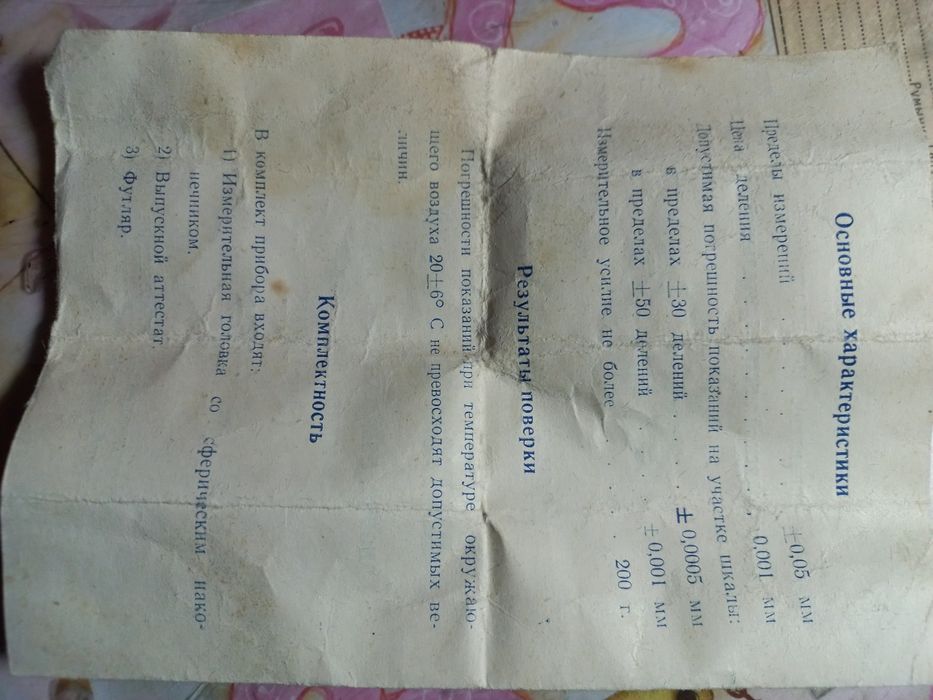 Основные характеристики
Пределы измерений . . . . . . ±0,05 мм
Цена деления . . . . . . . , 0,001 мм
Допустимая погрешность показаний на участке шкалы:
в пределах ±30 делений . . . ± 0,0005 мм
в пределах ±50 делений . . . ±0,001 мм
Измерительное усилие не более . . . . 200 г.
Результаты поверки
Погрешности показаний при температуре окружаю-
щего воздуха 20±6° С не превосходят допустимых ве-
личин.
Комплектность
В комплект прибора входят:
1) Измерительная головка со сферическим нако-
нечником.
2) Выпускной аттестат
3) Футляр.